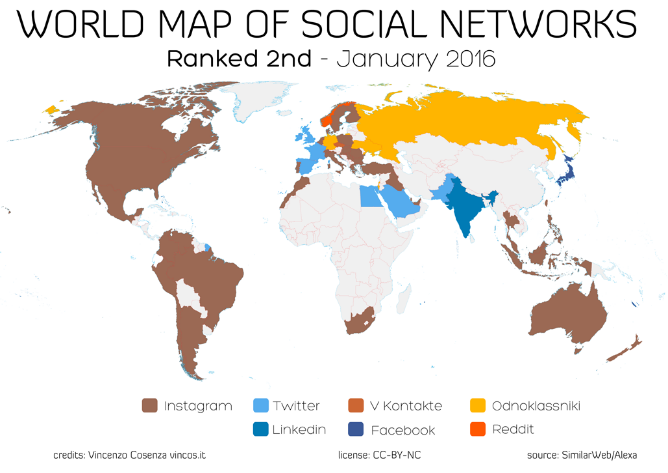 WORLD MAP OF SOCIAL NETWORKS
Ranked 2nd - January 2016
Instagram Twitter V Kontakte Odnoklassniki
Linkedin Facebook Reddit
credits: Vincenzo Cosenza vincos.it license: CC-BY-NC source: SimilarWeb/Alexa